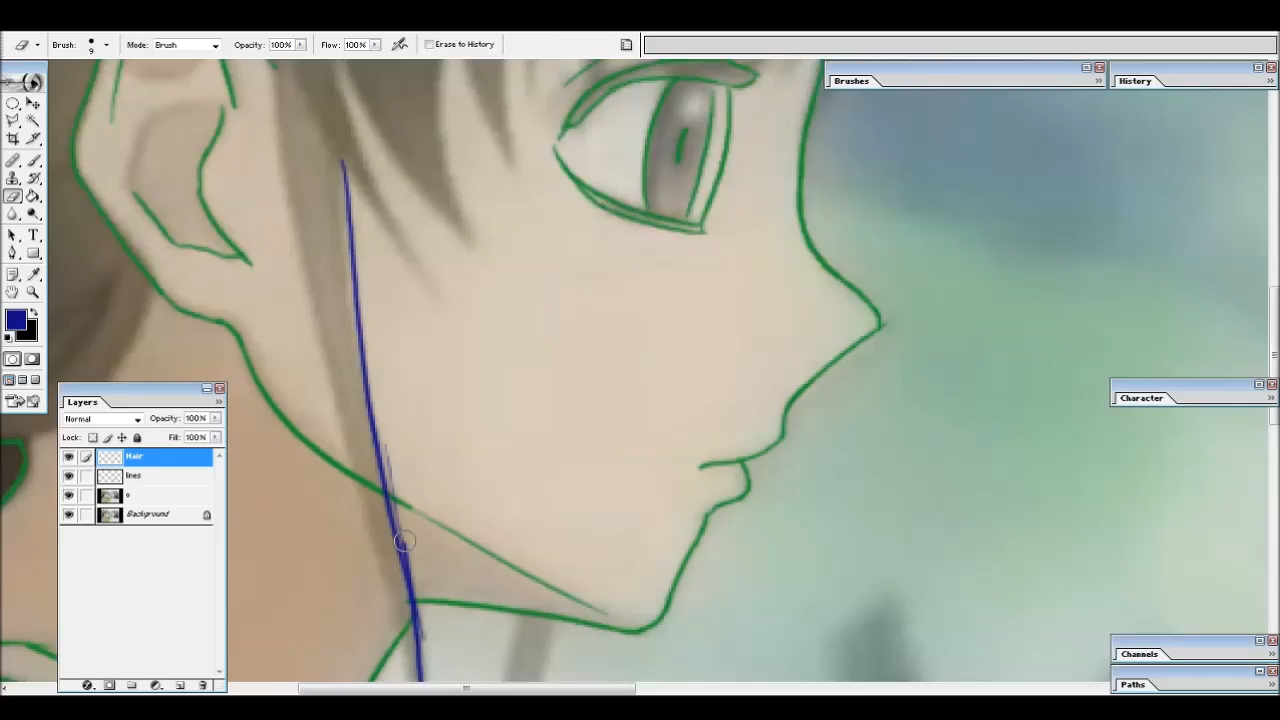 Brush: 9 Mode: Brush Opacity: 100% Flow: 100% Erase to History
Brushes
History
Layers
Normal Opacity: 100%
Lock: Fill: 100%
Hair
lines
o
Background
Character
Channels
Paths